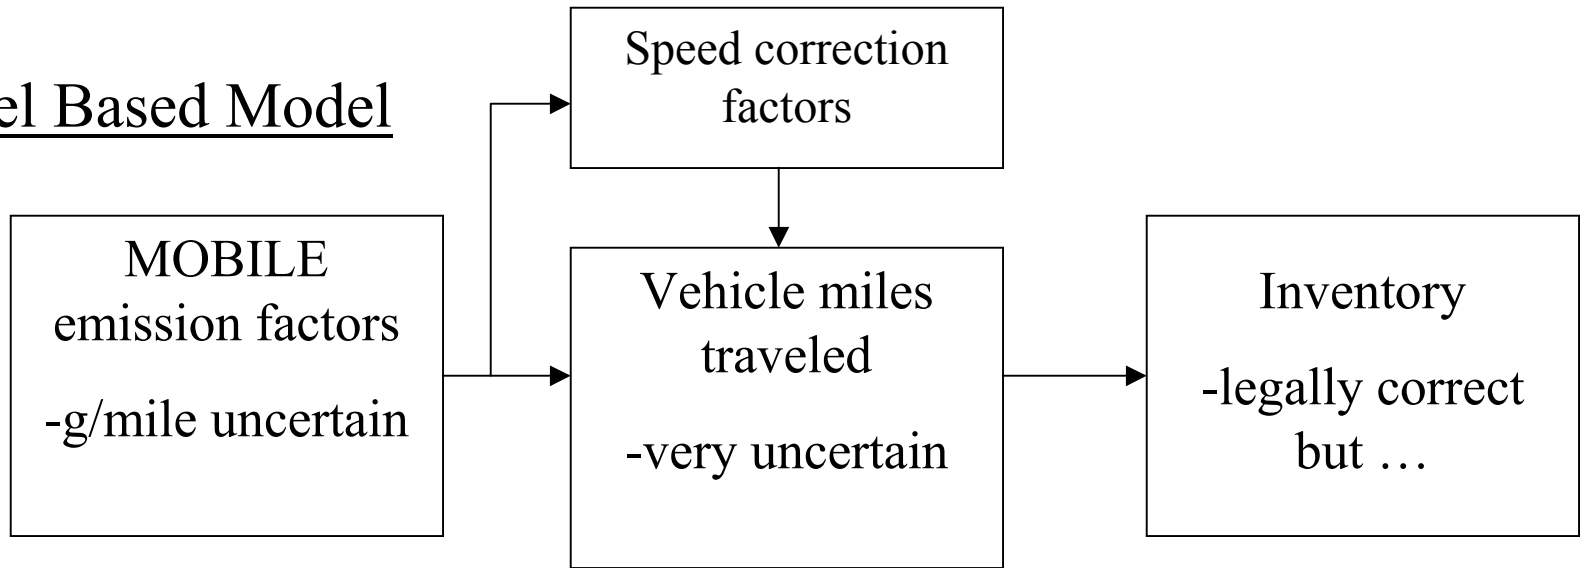 el Based Model
Speed correction
factors
MOBILE
emission factors
-g/mile uncertain
Vehicle miles
traveled
-very uncertain
Inventory
-legally correct
but …